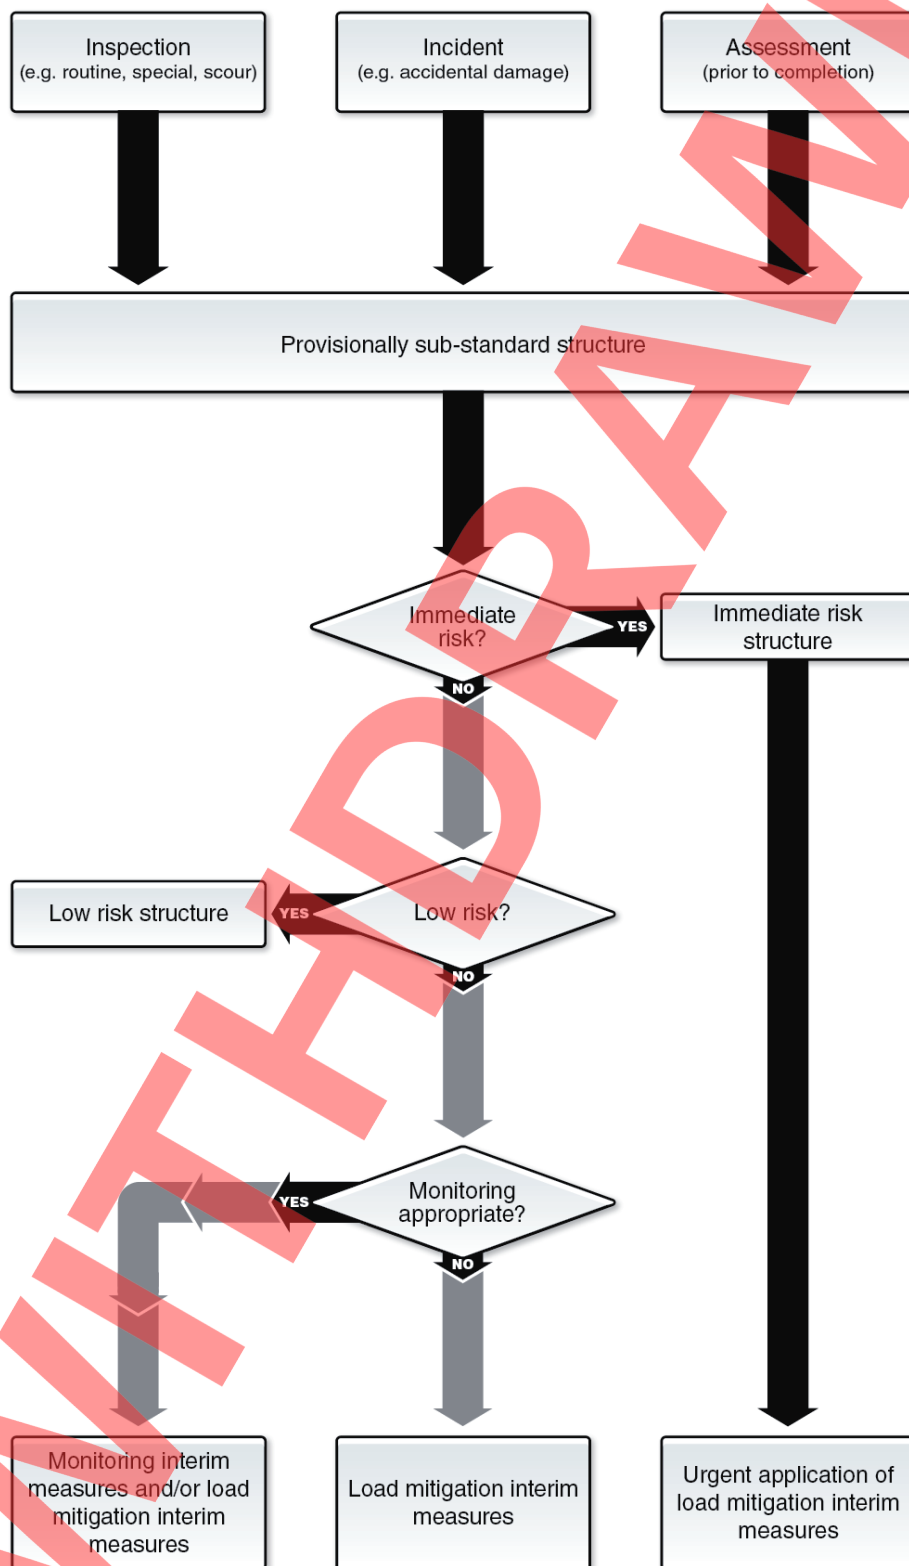 Inspection
(e.g. routine, special, scour)
Incident
(e.g. accidental damage)
Assessment
(prior to completion)
Provisionally sub-standard structure
Immediate
risk?
YES
Immediate risk
structure
NO
Low risk structure
YES
Low risk?
NO
YES
Monitoring
appropriate?
NO
Monitoring interim
measures and/or load
mitigation interim
measures
Load mitigation interim
measures
Urgent application of
load mitigation interim
measures
WITHDRAW